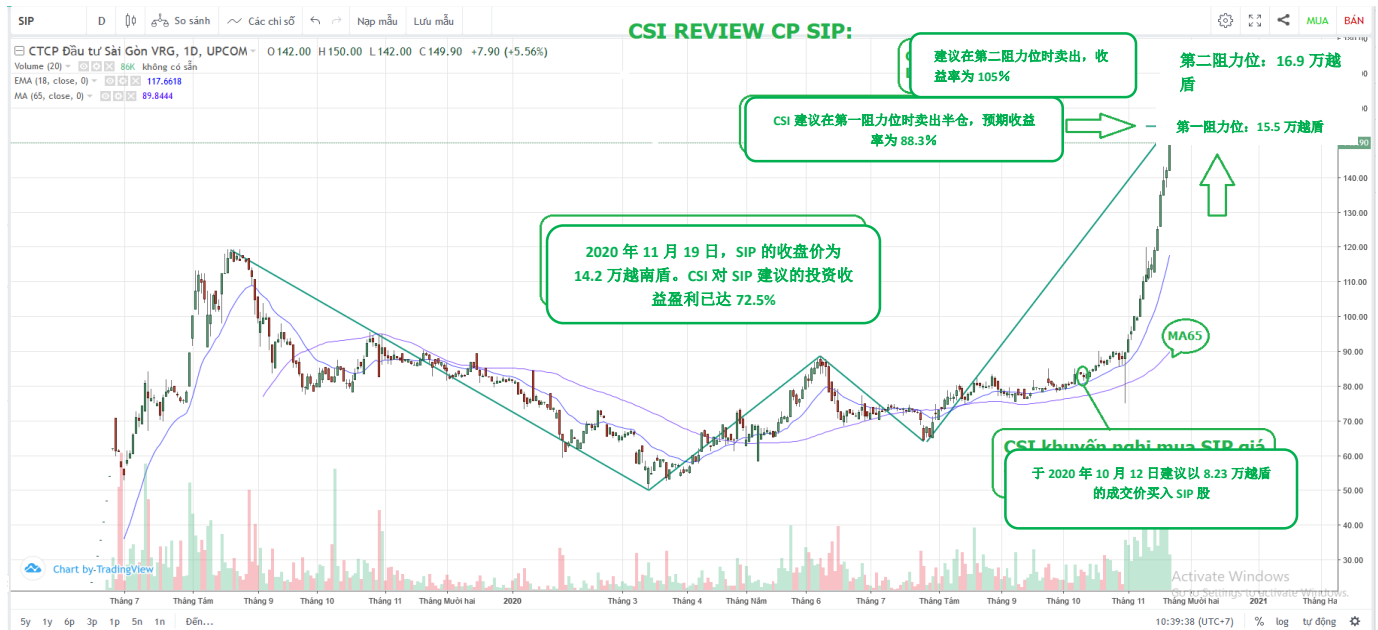 SIP
D
So sánh
Các chỉ số
Nạp mẫu
Lưu mẫu
MUA
BÁN
CSI REVIEW CP SIP:
CTCP Đầu tư Sài Gòn VRG, 1D, UPCOM
O142.00 H150.00 L142.00 C149.90 +7.90 (+5.56%)
Volume (20) 86K không có sẵn
EMA (18, close, 0) 117.6618
MA (65, close, 0) 89.8444
建议在第二阻力位时卖出，收
益率为 105%
第二阻力位：16.9 万越
盾
CSI 建议在第一阻力位时卖出半仓，预期收益
率为 88.3%
第一阻力位：15.5 万越盾
2020 年 11 月 19 日，SIP 的收盘价为
14.2 万越南盾。CSI 对 SIP 建议的投资收
益盈利已达 72.5%
MA65
CSI khuyến nghị mua SIP giá
于 2020 年 10 月 12 日建议以 8.23 万越盾
的成交价买入 SIP 股
90
140.00
130.00
120.00
110.00
100.00
90.00
80.00
70.00
60.00
50.00
40.00
30.00
Chart by TradingView
Activate Windows
Go to Settings to activate Windows.
Tháng 7
Tháng Tám
Tháng 9
Tháng 10
Tháng 11
Tháng Mười hai
2020
Tháng 3
Tháng 4
Tháng Năm
Tháng 6
Tháng 7
Tháng Tám
Tháng 9
Tháng 10
Tháng 11
Tháng Mười hai
2021
Tháng Ha
5y 1y 6p 3p 1p 5n 1n Đến...
10:39:38 (UTC+7) % log tự động